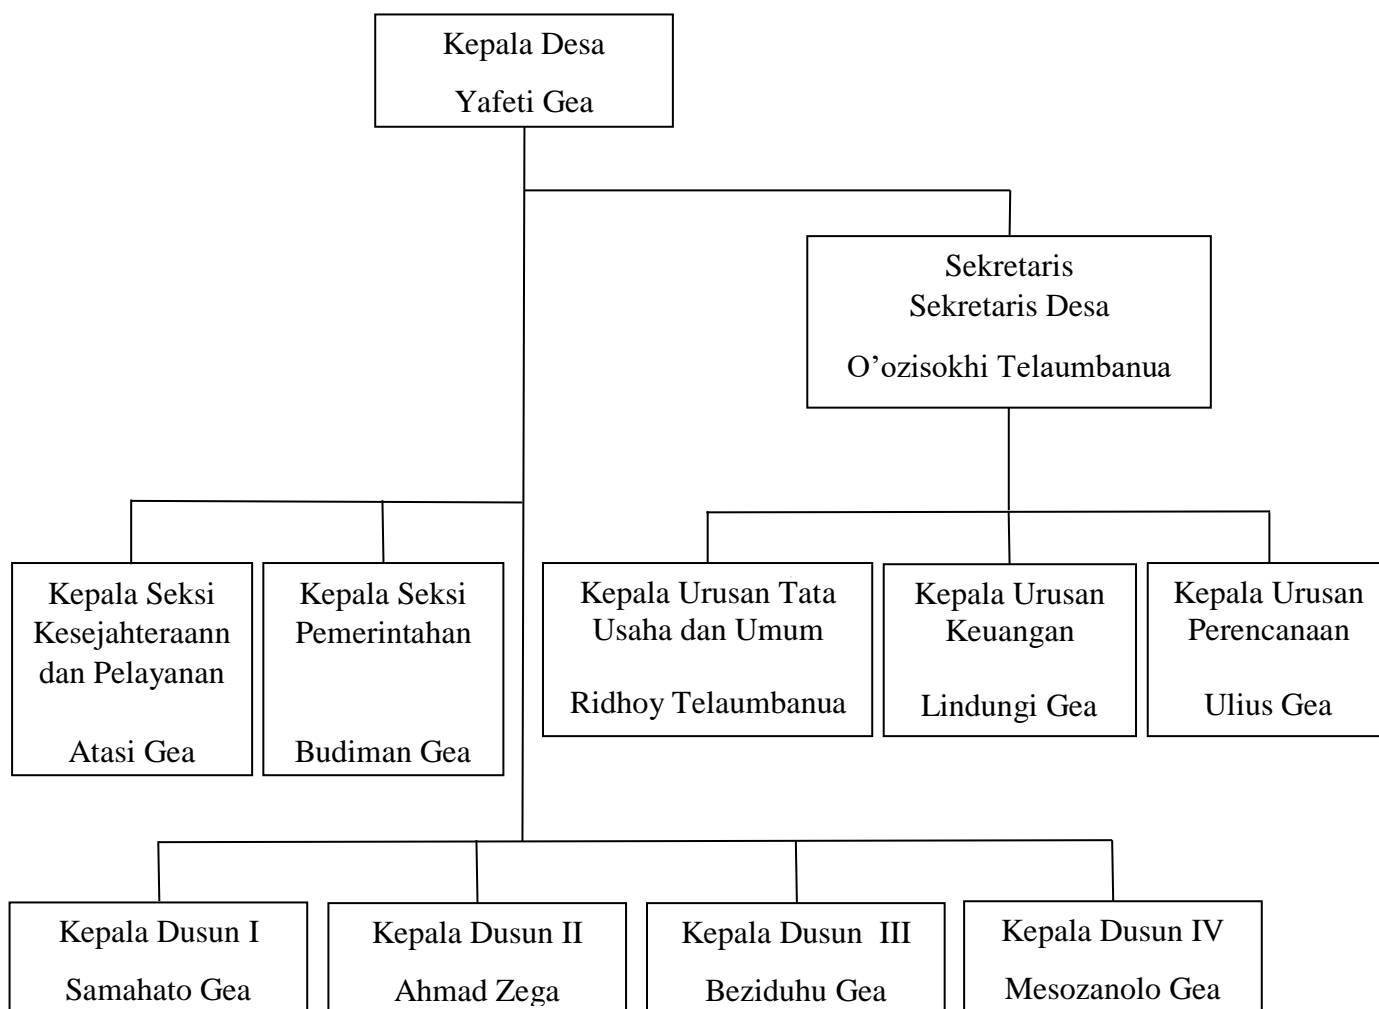 Kepala Desa
Yafeti Gea
Sekretaris
Sekretaris Desa
O’ozisokhi Telaumbanua
Kepala Seksi
Kesejahteraann
dan Pelayanan
Atasi Gea
Kepala Seksi
Pemerintahan
Budiman Gea
Kepala Urusan Tata
Usaha dan Umum
Ridhoy Telaumbanua
Kepala Urusan
Keuangan
Lindungi Gea
Kepala Urusan
Perencanaan
Ulius Gea
Kepala Dusun I
Samahato Gea
Kepala Dusun II
Ahmad Zega
Kepala Dusun  III
Beziduhu Gea
Kepala Dusun IV
Mesozanolo Gea